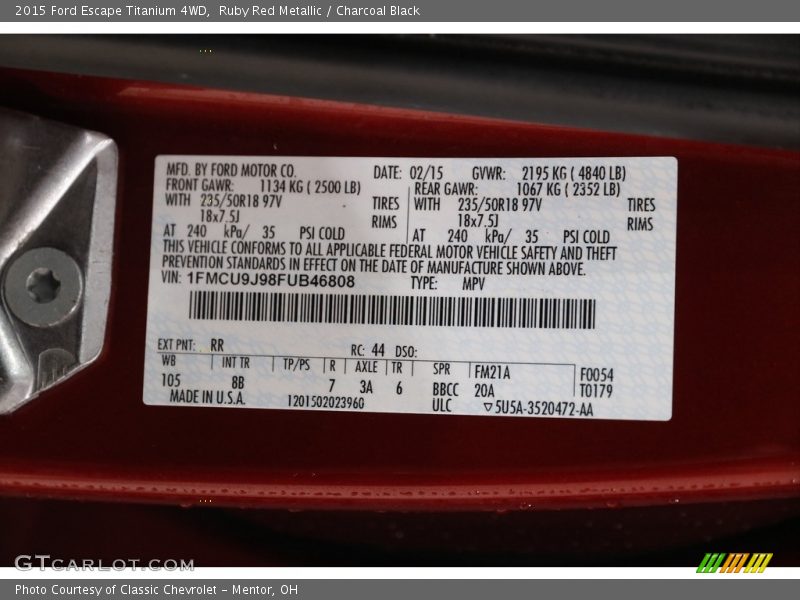 2015 Ford Escape Titanium 4WD, Ruby Red Metallic / Charcoal Black
MFD. BY FORD MOTOR CO. DATE: 02/15 GVWR: 2195 KG ( 4840 LB)
FRONT GAWR: 1134 KG ( 2500 LB) REAR GAWR: 1067 KG ( 2352 LB)
WITH 235/50R18 97V TIRES WITH 235/50R18 97V TIRES
18x7.5J RIMS 18x7.5J RIMS
AT 240 kPa/ 35 PSI COLD AT 240 kPa/ 35 PSI COLD
THIS VEHICLE CONFORMS TO ALL APPLICABLE FEDERAL MOTOR VEHICLE SAFETY AND THEFT
PREVENTION STANDARDS IN EFFECT ON THE DATE OF MANUFACTURE SHOWN ABOVE.
VIN: 1FMCU9J98FUB46808 TYPE: MPV
EXT PNT: RR RC: 44 DSO:
WB INT TR TP/PS R AXLE TR SPR FM21A F0054
105 8B 7 3A 6 BBCC 20A T0179
MADE IN U.S.A. 1201502023960 ULC ▽5U5A-3520472-AA
GTCARLOT.COM
Photo Courtesy of Classic Chevrolet - Mentor, OH